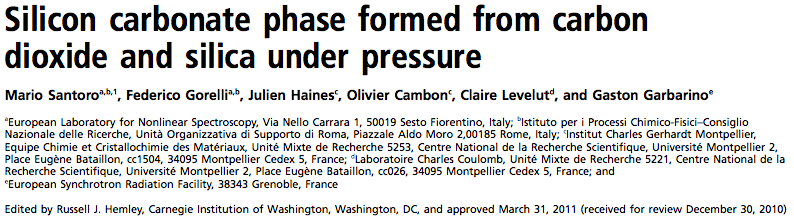 Silicon carbonate phase formed from carbon
dioxide and silica under pressure
Mario Santoroa,b,1, Federico Gorellia,b, Julien Hainesc, Olivier Cambonc, Claire Levelutd, and Gaston Garbarinoe
aEuropean Laboratory for Nonlinear Spectroscopy, Via Nello Carrara 1, 50019 Sesto Fiorentino, Italy; bIstituto per i Processi Chimico-Fisici–Consiglio
Nazionale delle Ricerche, Unità Organizzativa di Supporto di Roma, Piazzale Aldo Moro 2,00185 Rome, Italy; cInstitut Charles Gerhardt Montpellier,
Equipe Chimie et Cristallochimie des Matériaux, Unité Mixte de Recherche 5253, Centre National de la Recherche Scientifique, Université Montpellier 2,
Place Eugène Bataillon, cc1504, 34095 Montpellier Cedex 5, France; dLaboratoire Charles Coulomb, Unité Mixte de Recherche 5221, Centre National de la
Recherche Scientifique, Université Montpellier 2, Place Eugène Bataillon, cc026, 34095 Montpellier Cedex 5, France; and
eEuropean Synchrotron Radiation Facility, 38343 Grenoble, France
Edited by Russell J. Hemley, Carnegie Institution of Washington, Washington, DC, and approved March 31, 2011 (received for review December 30, 2010)